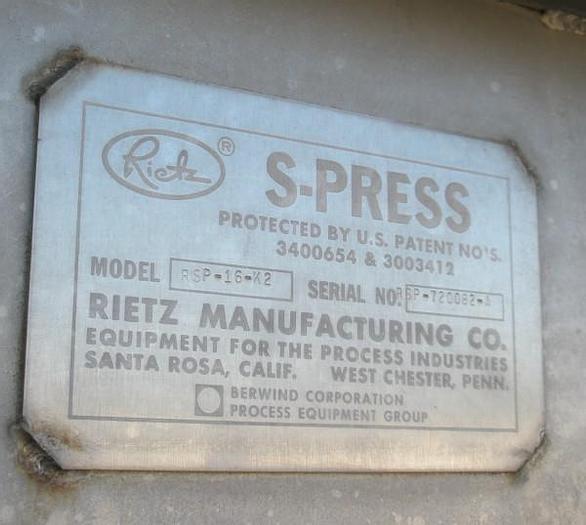 Rietz ®
S-PRESS
PROTECTED BY U.S. PATENT NO'S.
3400654 & 3003412
MODEL RSP-16-K2 SERIAL NO. RSP-720082-A
RIETZ MANUFACTURING CO.
EQUIPMENT FOR THE PROCESS INDUSTRIES
SANTA ROSA, CALIF. WEST CHESTER, PENN.
BERWIND CORPORATION
PROCESS EQUIPMENT GROUP